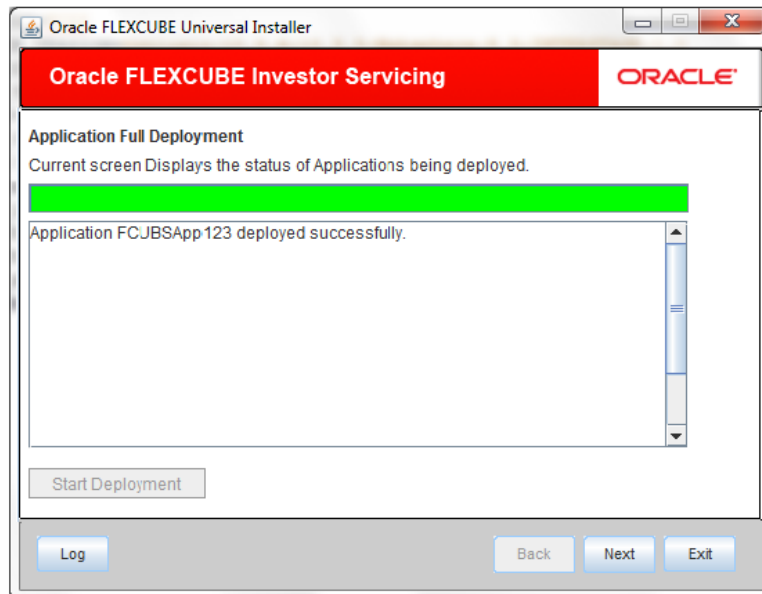 Oracle FLEXCUBE Universal Installer
Oracle FLEXCUBE Investor Servicing
ORACLE
Application Full Deployment
Current screen Displays the status of Applications being deployed.
Application FCUBSApp123 deployed successfully.
Start Deployment
Log
Back
Next
Exit